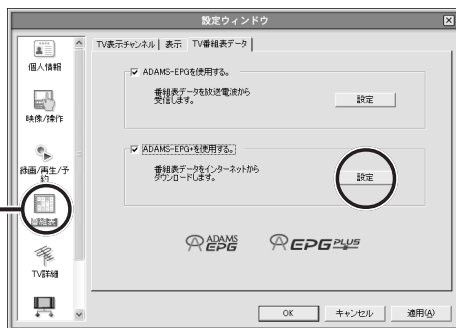 設定ウィンドウ
TV表示チャンネル
表示
TV番組表データ
個人情報
映像/操作
録画/再生/予約
TV詳細
ADAMS-EPGを使用する。
番組表データを放送電波から
受信します。
設定
ADAMS-EPG+を使用する。
番組表データをインターネットから
ダウンロードします。
設定
ADAMS
EPG
EPG PLUS
OK
キャンセル
適用(A)